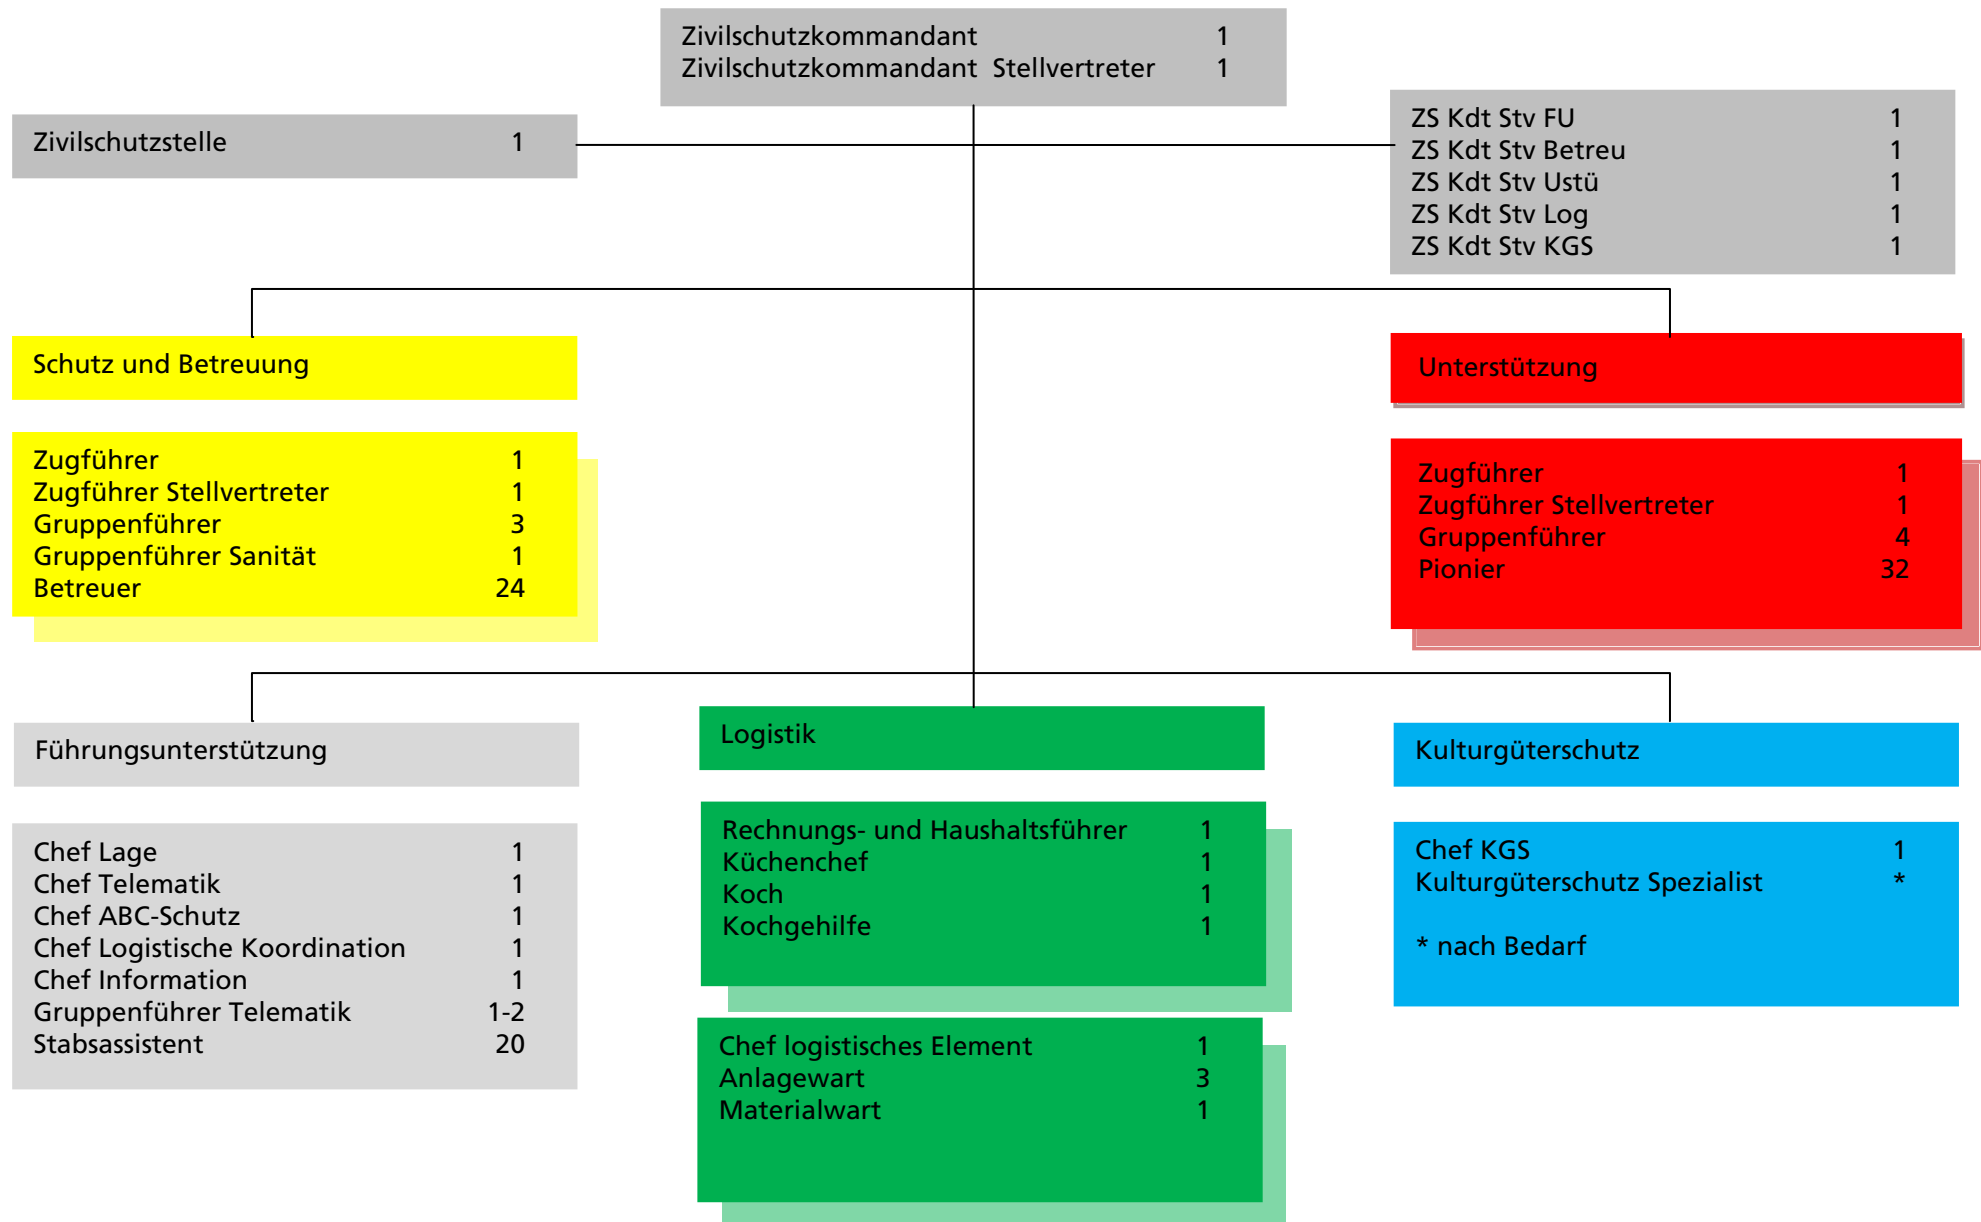 Zivilschutzkommandant 1
Zivilschutzkommandant Stellvertreter 1
Zivilschutzstelle 1
ZS Kdt Stv FU 1
ZS Kdt Stv Betreu 1
ZS Kdt Stv Ustü 1
ZS Kdt Stv Log 1
ZS Kdt Stv KGS 1
Schutz und Betreuung
Zugführer 1
Zugführer Stellvertreter 1
Gruppenführer 3
Gruppenführer Sanität 1
Betreuer 24
Unterstützung
Zugführer 1
Zugführer Stellvertreter 1
Gruppenführer 4
Pionier 32
Führungsunterstützung
Chef Lage 1
Chef Telematik 1
Chef ABC-Schutz 1
Chef Logistische Koordination 1
Chef Information 1
Gruppenführer Telematik 1-2
Stabsassistent 20
Logistik
Rechnungs- und Haushaltsführer 1
Küchenchef 1
Koch 1
Kochgehilfe 1
Chef logistisches Element 1
Anlagewart 3
Materialwart 1
Kulturgüterschutz
Chef KGS 1
Kulturgüterschutz Spezialist *
* nach Bedarf